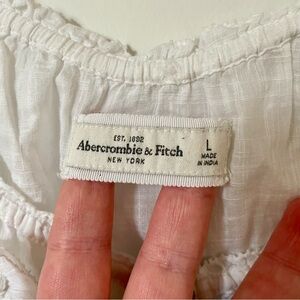 EST. 1892
Abercrombie & Fitch
NEW YORK
L
MADE
IN INDIA